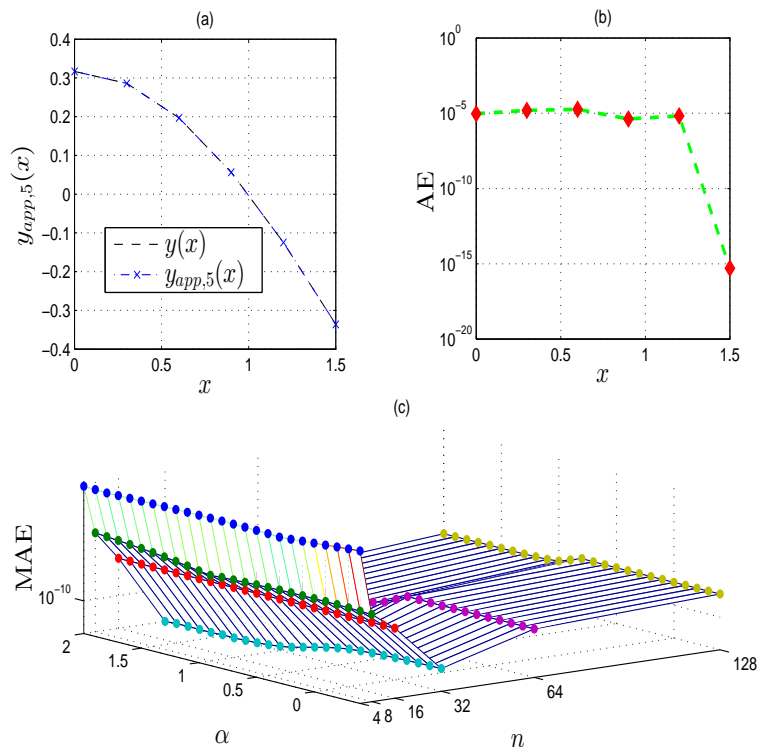 (a)
0.4
0.3
0.2
0.1
0
−0.1
−0.2
−0.3
−0.4
y_{app,5}(x)
y(x)
y_{app,5}(x)
0 0.5 1 1.5
x
(b)
10^0
10^{−5}
10^{−10}
10^{−15}
10^{−20}
AE
0 0.5 1 1.5
x
(c)
MAE
10^{−10}
2 1.5 1 0.5 0
α
4 8 16 32 64 128
n